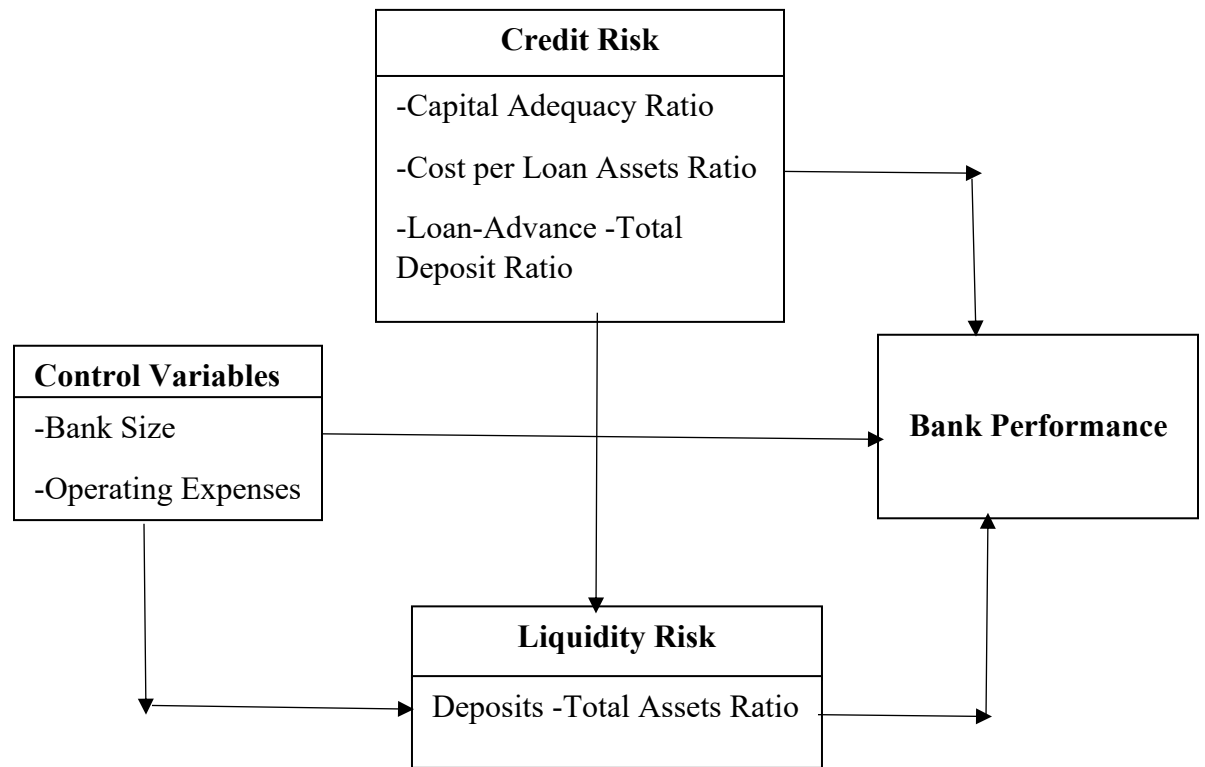 Credit Risk
-Capital Adequacy Ratio
-Cost per Loan Assets Ratio
-Loan-Advance -Total
Deposit Ratio
Control Variables
-Bank Size
-Operating Expenses
Bank Performance
Liquidity Risk
Deposits -Total Assets Ratio